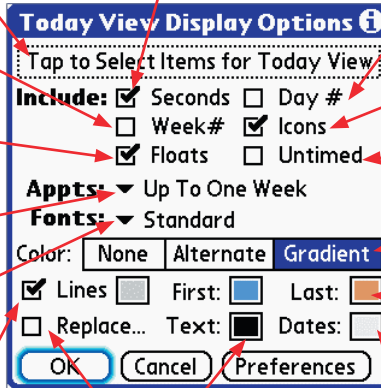 Today View Display Options i
Tap to Select Items for Today View
Include: Seconds Day #
Week# Icons
Floats Untimed
Appts: Up To One Week
Fonts: Standard
Color: None Alternate Gradient
Lines First: Last:
Replace... Text: Dates:
OK Cancel Preferences